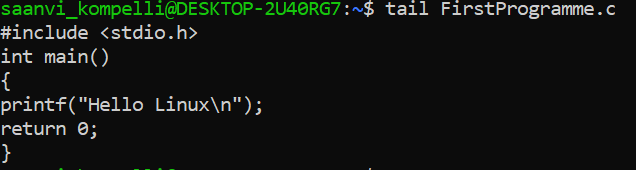 saanvi_kompelli@DESKTOP-2U40RG7:~$ tail FirstProgramme.c
#include <stdio.h>
int main()
{
printf("Hello Linux\n");
return 0;
}